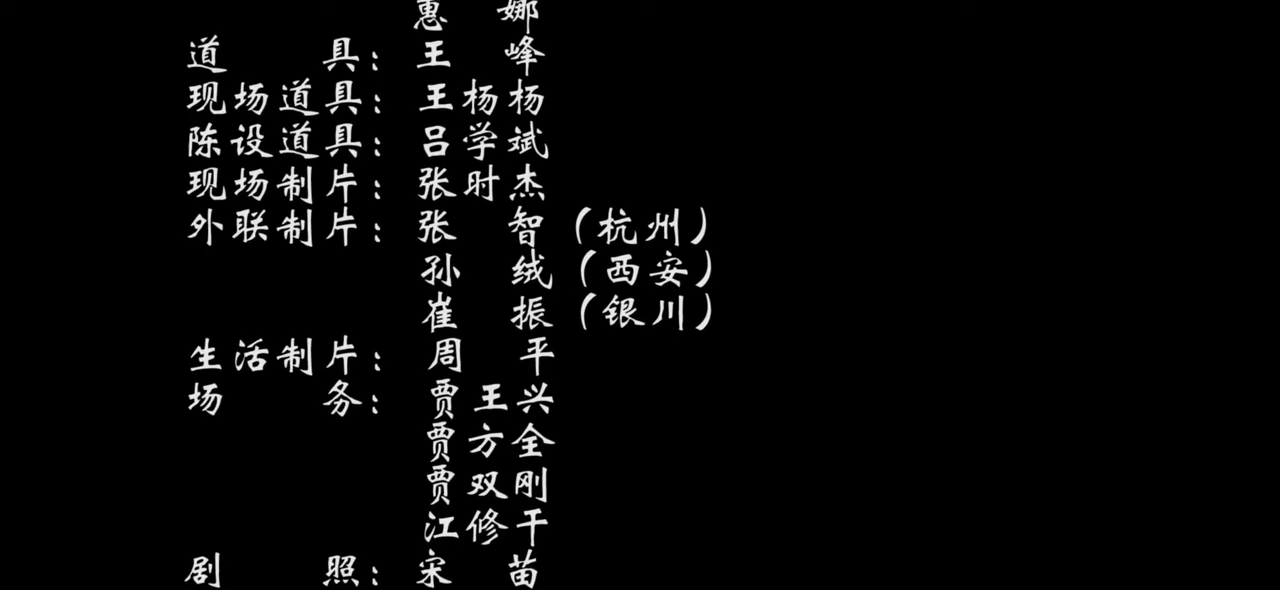 惠 娜
道 具：王 峰
现场道具：王杨杨
陈设道具：吕学斌
现场制片：张时杰
外联制片：张 智（杭州）
孙 绒（西安）
崔 振（银川）
生活制片：周 平
场 务：贾王兴
贾方全
贾双刚
江修干
剧 照：宋 苗